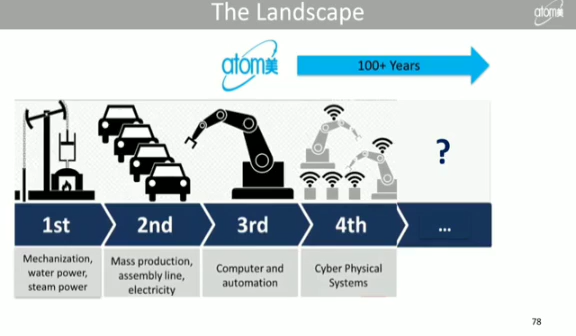 The Landscape
atom美
atom美
100+ Years
?
1st
2nd
3rd
4th
...
Mechanization,
water power,
steam power
Mass production,
assembly line,
electricity
Computer and
automation
Cyber Physical
Systems
78